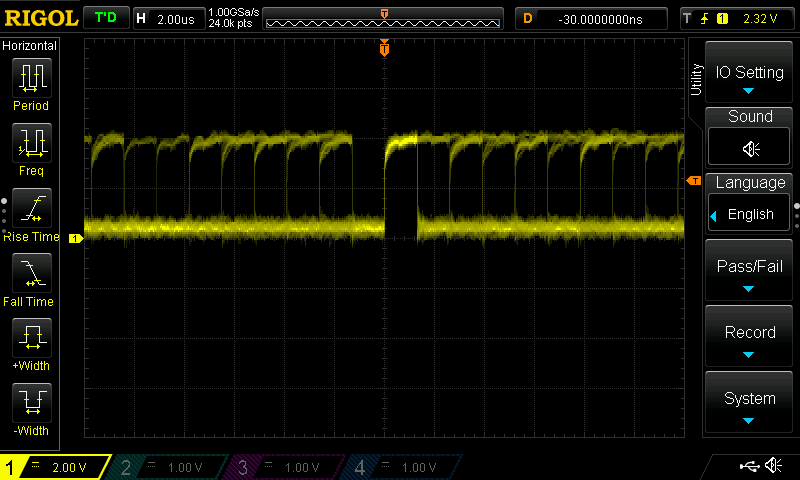 RIGOL T'D H 2.00us 1.00GSa/s 24.0k pts T D -30.0000000ns T 1 2.32 V
Horizontal
Period
Freq
Rise Time
Fall Time
+Width
-Width
T
T
1
Utility
IO Setting
Sound
Language
English
Pass/Fail
Record
System
1 2.00 V 2 1.00 V 3 1.00 V 4 1.00 V